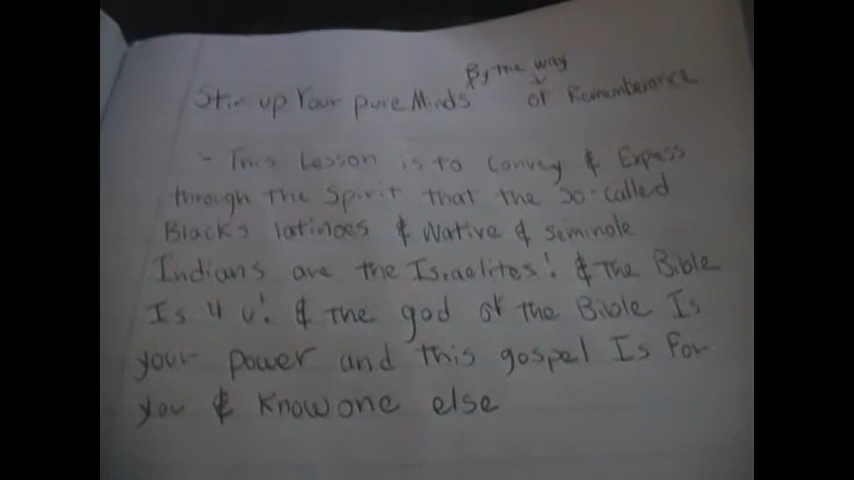 By the way
Stir up Your pure Minds of Rememberance
- This Lesson is to Convey & Express
through The Spirit that the so-called
Blacks latinoes & Native & Seminole
Indians are the Israelites! & The Bible
Is 4 u! & the god of the Bible Is
your power and this gospel Is For
you & Knowone else